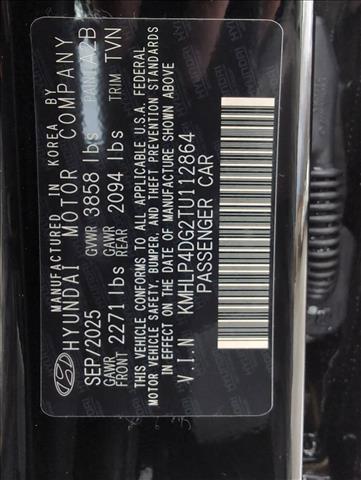 MANUFACTURED IN KOREA BY
HYUNDAI MOTOR COMPANY
SEP/2025 GVWR 3858 lbs PAINT A2B
GAWR FRONT 2271 lbs GAWR REAR 2094 lbs TRIM TVN
THIS VEHICLE CONFORMS TO ALL APPLICABLE U.S.A. FEDERAL
MOTOR VEHICLE SAFETY, BUMPER, AND THEFT PREVENTION STANDARDS
IN EFFECT ON THE DATE OF MANUFACTURE SHOWN ABOVE
V.I.N KMHLP4DG2TU112864
PASSENGER CAR